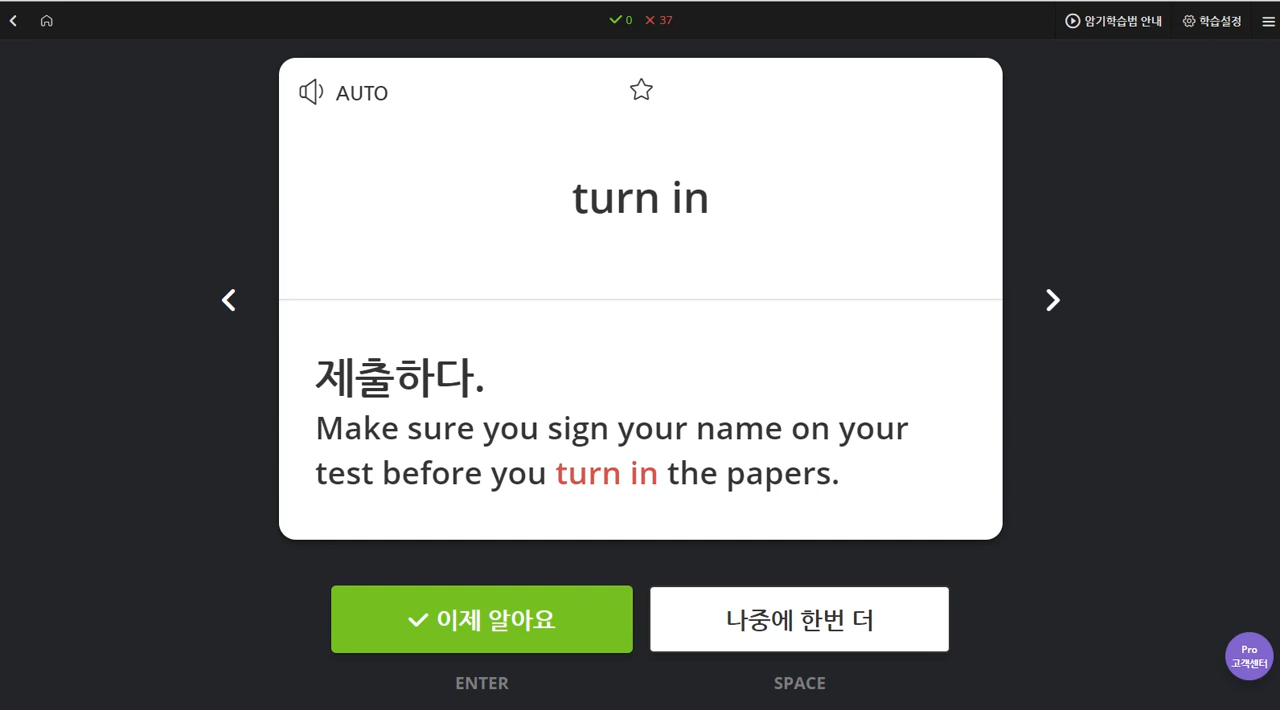 0 37
암기학습법 안내 학습설정
AUTO
turn in
제출하다.
Make sure you sign your name on your
test before you turn in the papers.
이제 알아요 나중에 한번 더
ENTER SPACE
Pro
고객센터